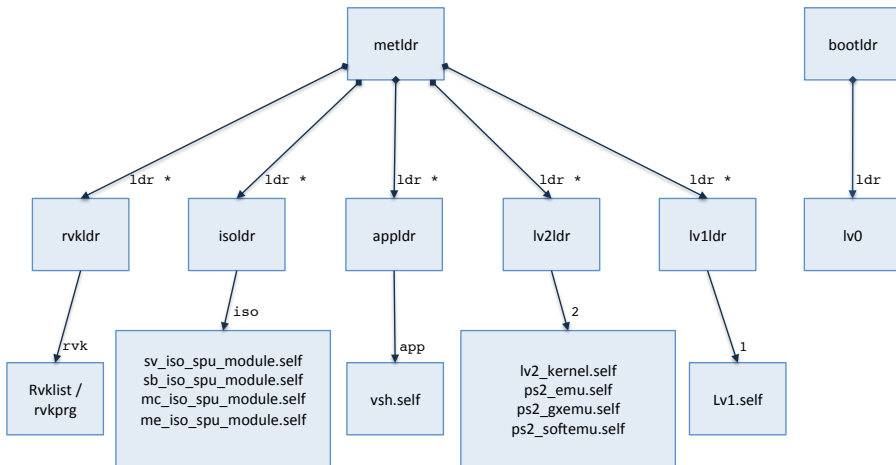 metldr
bootldr
ldr *
ldr *
ldr *
ldr *
ldr *
ldr
rvkldr
isoldr
appldr
lv2ldr
lv1ldr
lv0
rvk
iso
app
2
1
Rvklist /
rvkprg
sv_iso_spu_module.self
sb_iso_spu_module.self
mc_iso_spu_module.self
me_iso_spu_module.self
vsh.self
lv2_kernel.self
ps2_emu.self
ps2_gxemu.self
ps2_softemu.self
Lv1.self